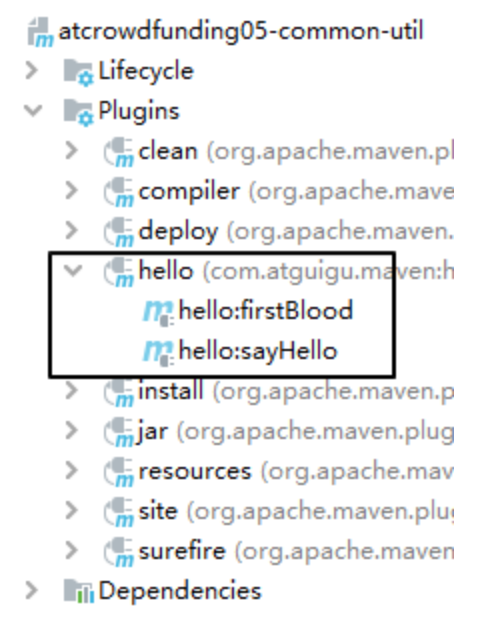 atcrowdfunding05-common-util
Lifecycle
Plugins
clean (org.apache.maven.pl
compiler (org.apache.mave
deploy (org.apache.maven.
hello (com.atguigu.maven:h
hello:firstBlood
hello:sayHello
install (org.apache.maven.p
jar (org.apache.maven.plug
resources (org.apache.mav
site (org.apache.maven.plu
surefire (org.apache.maven
Dependencies